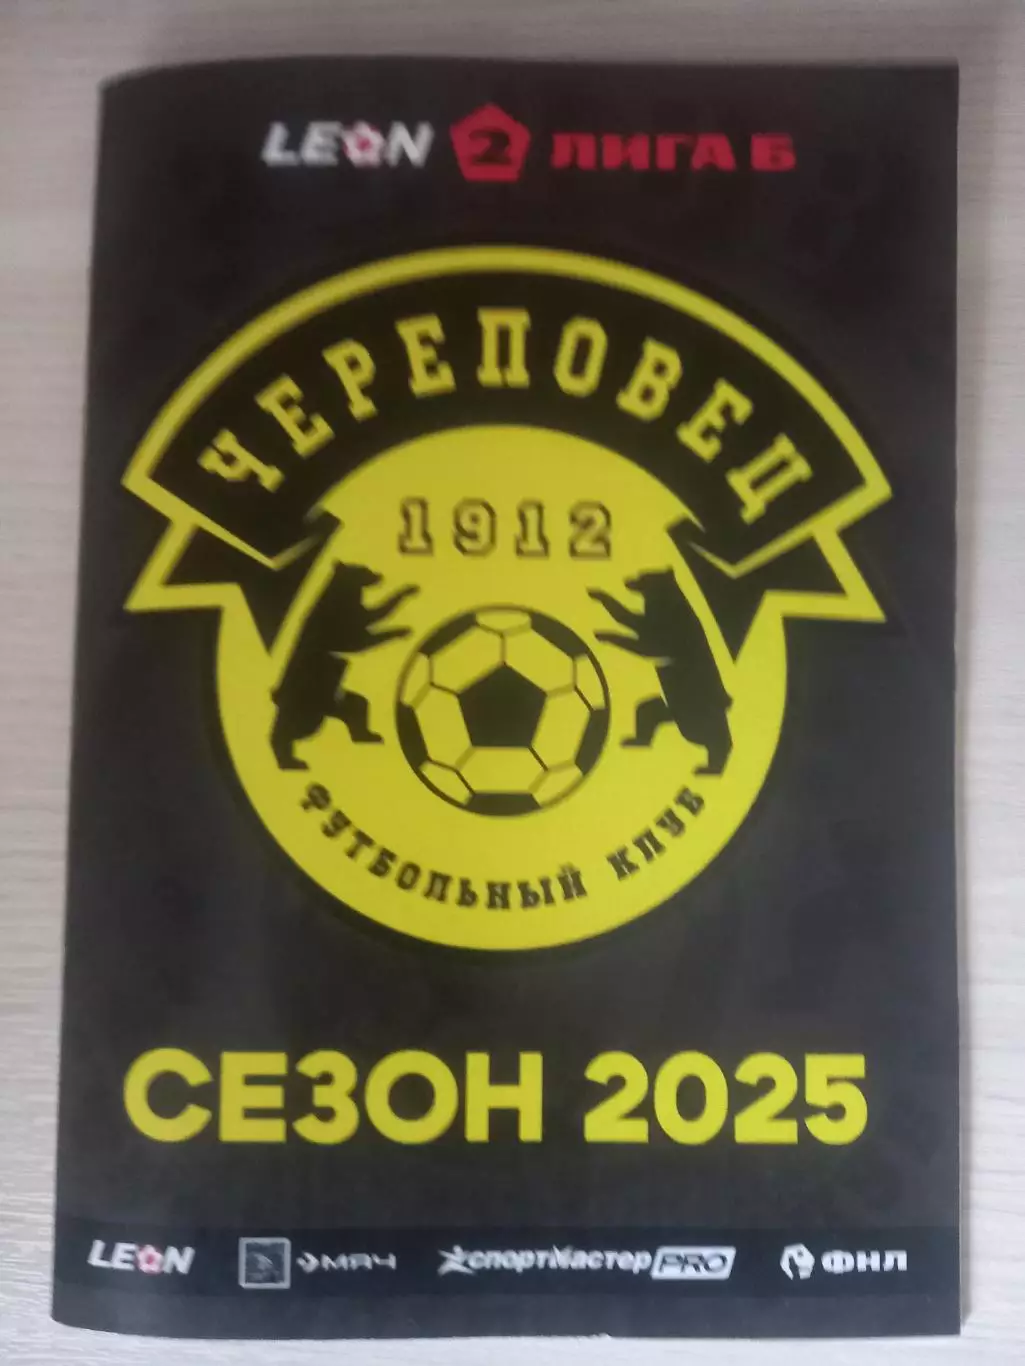 LEON 2 ЛИГА Б
ЧЕРЕПОВЕЦ
1912
ФУТБОЛЬНЫЙ КЛУБ
СЕЗОН 2025
LEON МЯЧ спортмастер PRO ФНЛ